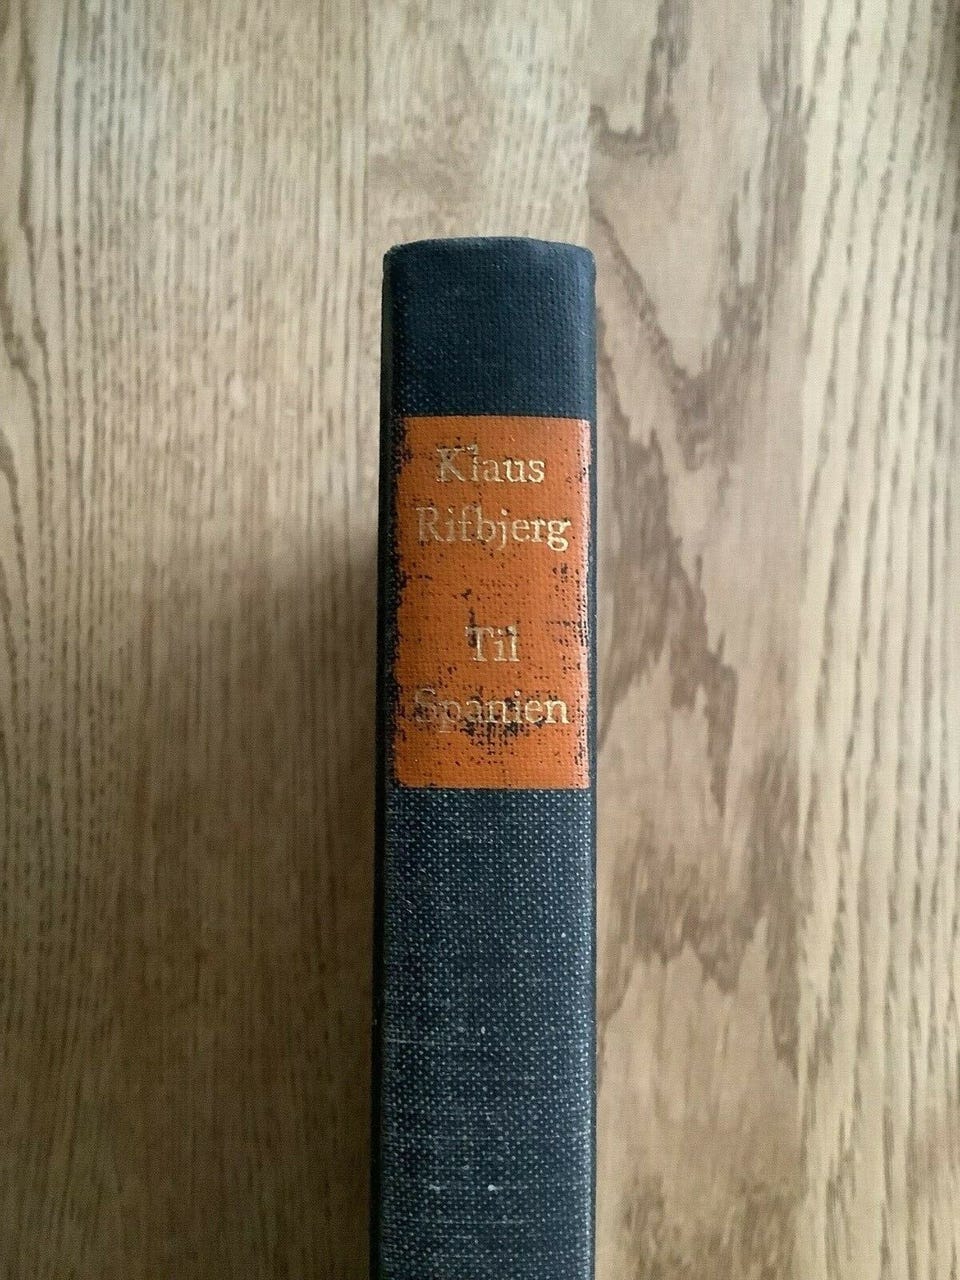 Klaus
Rifbjerg
Til
Spanien